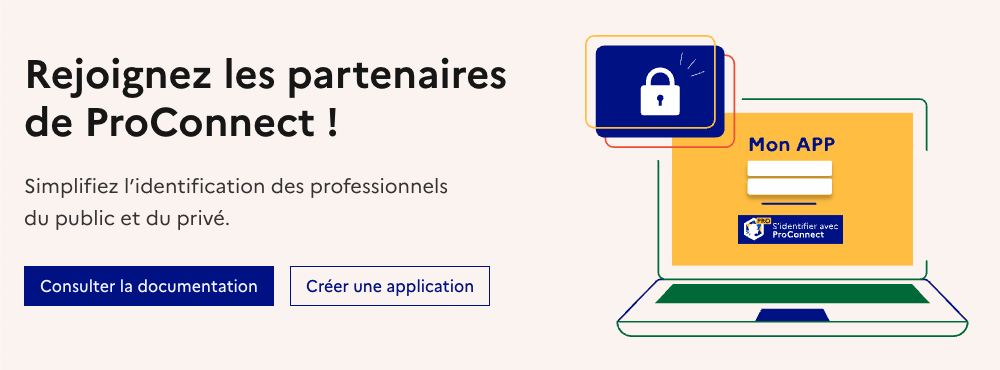 Rejoignez les partenaires
de ProConnect !
Simplifiez l’identification des professionnels
du public et du privé.
Consulter la documentation
Créer une application
Mon APP
PRO
S’identifier avec
ProConnect